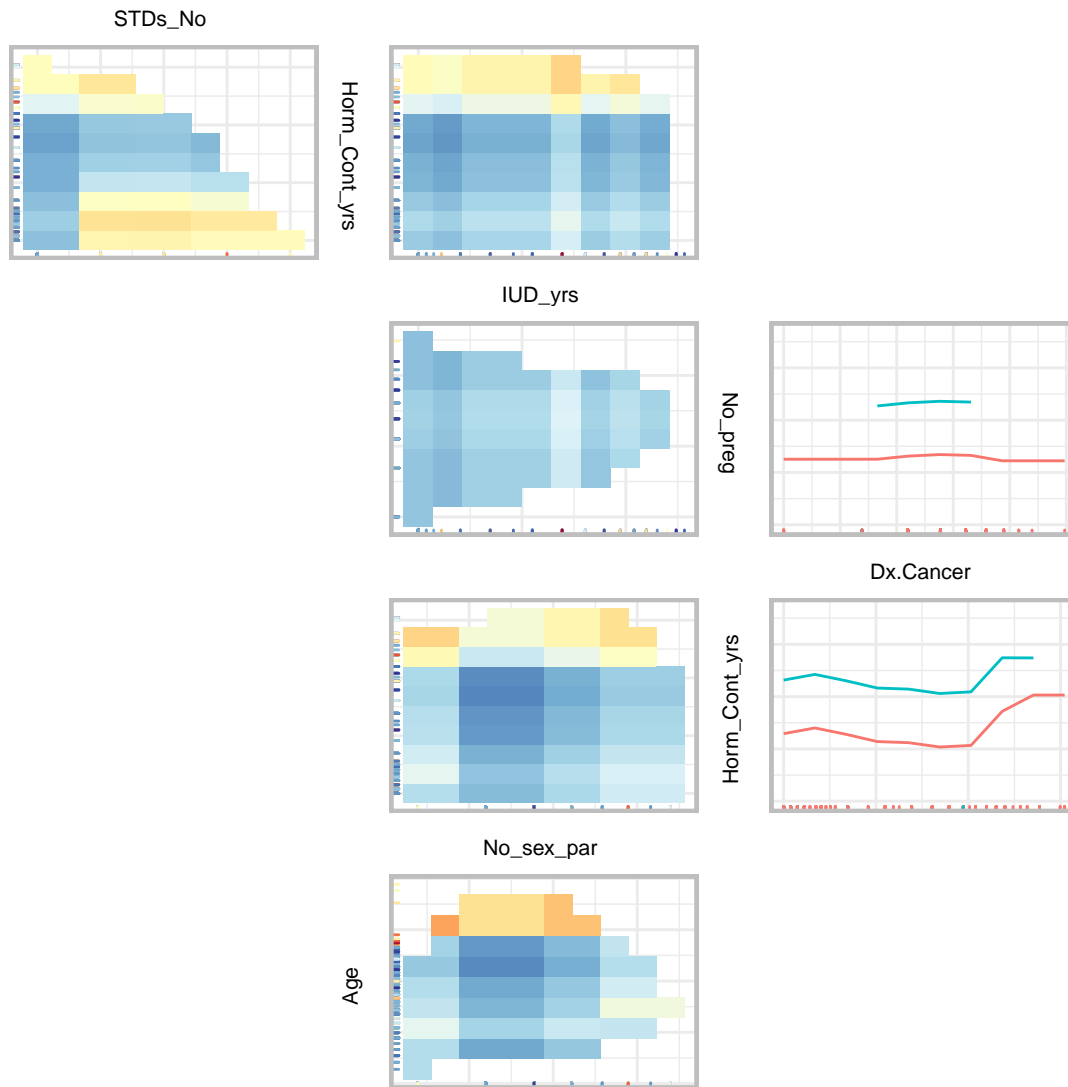 STDs_No
Horm_Cont_yrs
IUD_yrs
No_preg
Dx.Cancer
Horm_Cont_yrs
No_sex_par
Age